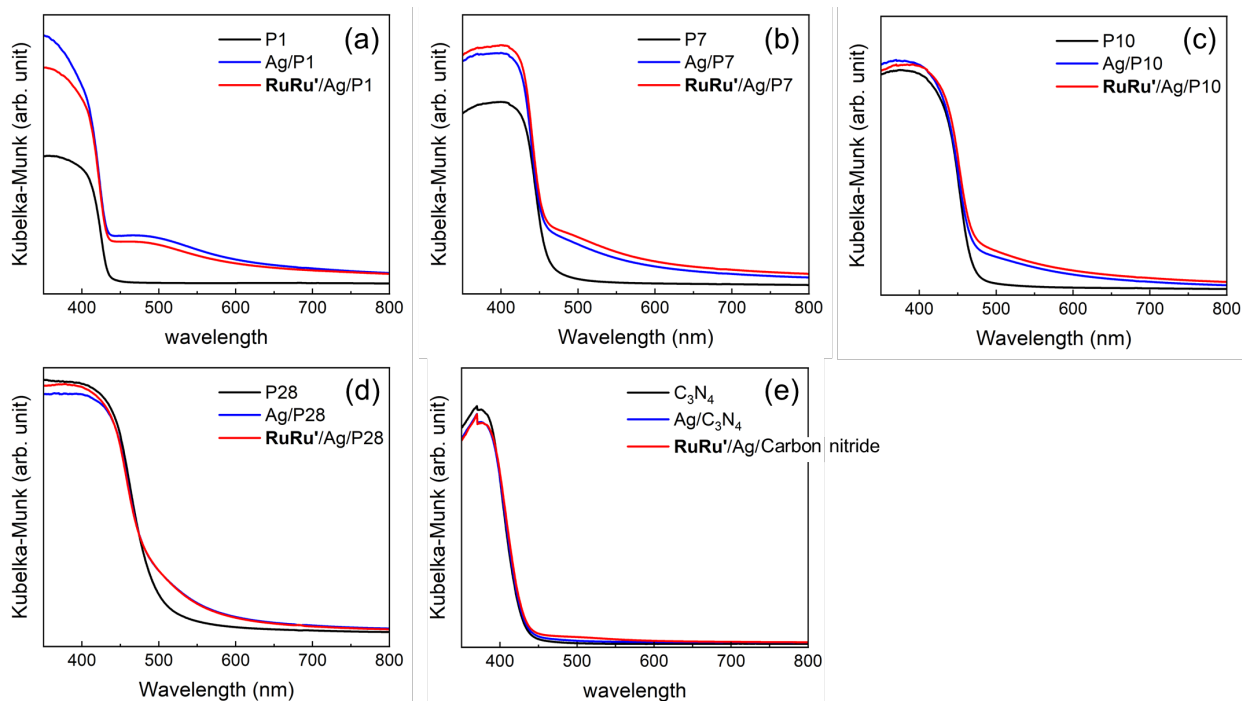 (a)
P1
Ag/P1
RuRu'/Ag/P1
Kubelka-Munk (arb. unit)
400 500 600 700 800
wavelength
(b)
P7
Ag/P7
RuRu'/Ag/P7
Kubelka-Munk (arb. unit)
400 500 600 700 800
Wavelength (nm)
(c)
P10
Ag/P10
RuRu'/Ag/P10
Kubelka-Munk (arb. unit)
400 500 600 700 800
Wavelength (nm)
(d)
P28
Ag/P28
RuRu'/Ag/P28
Kubelka-Munk (arb. unit)
400 500 600 700 800
Wavelength (nm)
(e)
C₃N₄
Ag/C₃N₄
RuRu'/Ag/Carbon nitride
Kubelka-Munk (arb. unit)
400 500 600 700 800
wavelength